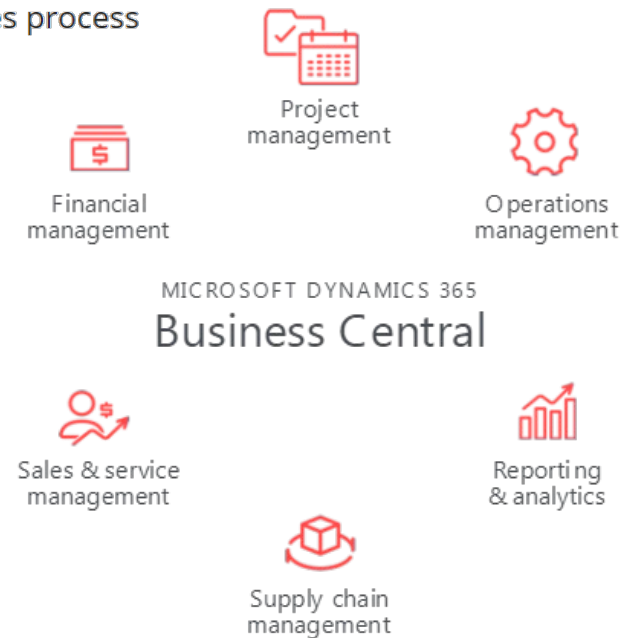 es process
Project
management
Financial
management
Operations
management
MICROSOFT DYNAMICS 365
Business Central
Sales & service
management
Reporting
& analytics
Supply chain
management